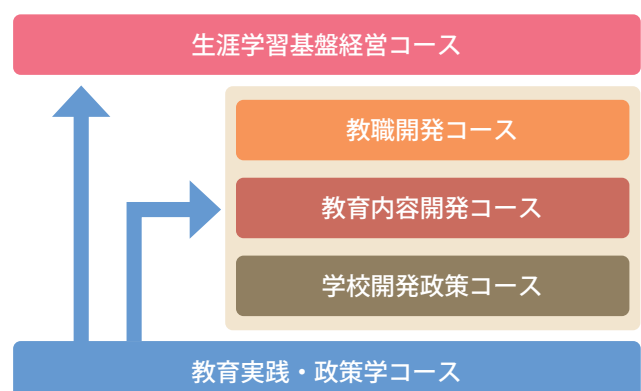 生涯学習基盤経営コース
教職開発コース
教育内容開発コース
学校開発政策コース
教育実践・政策学コース